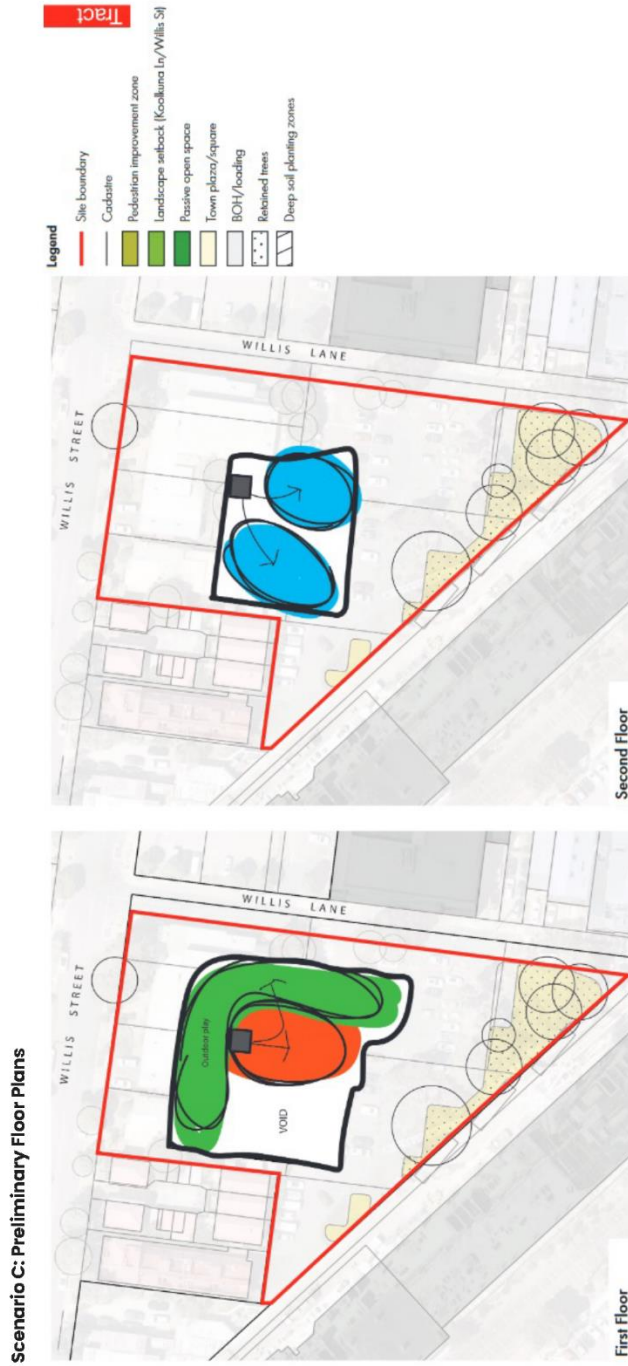 Scenario C: Preliminary Floor Plans
WILLIS STREET
WILLIS LANE
Outdoor play
VOID
First Floor
WILLIS STREET
WILLIS LANE
Second Floor
Tract
Legend
Site boundary
Cadastre
Pedestrian improvement zone
Landscape setback (Koolkuna Ln/Willis St)
Passive open space
Town plaza/square
BOH/loading
Retained trees
Deep soil planting zones